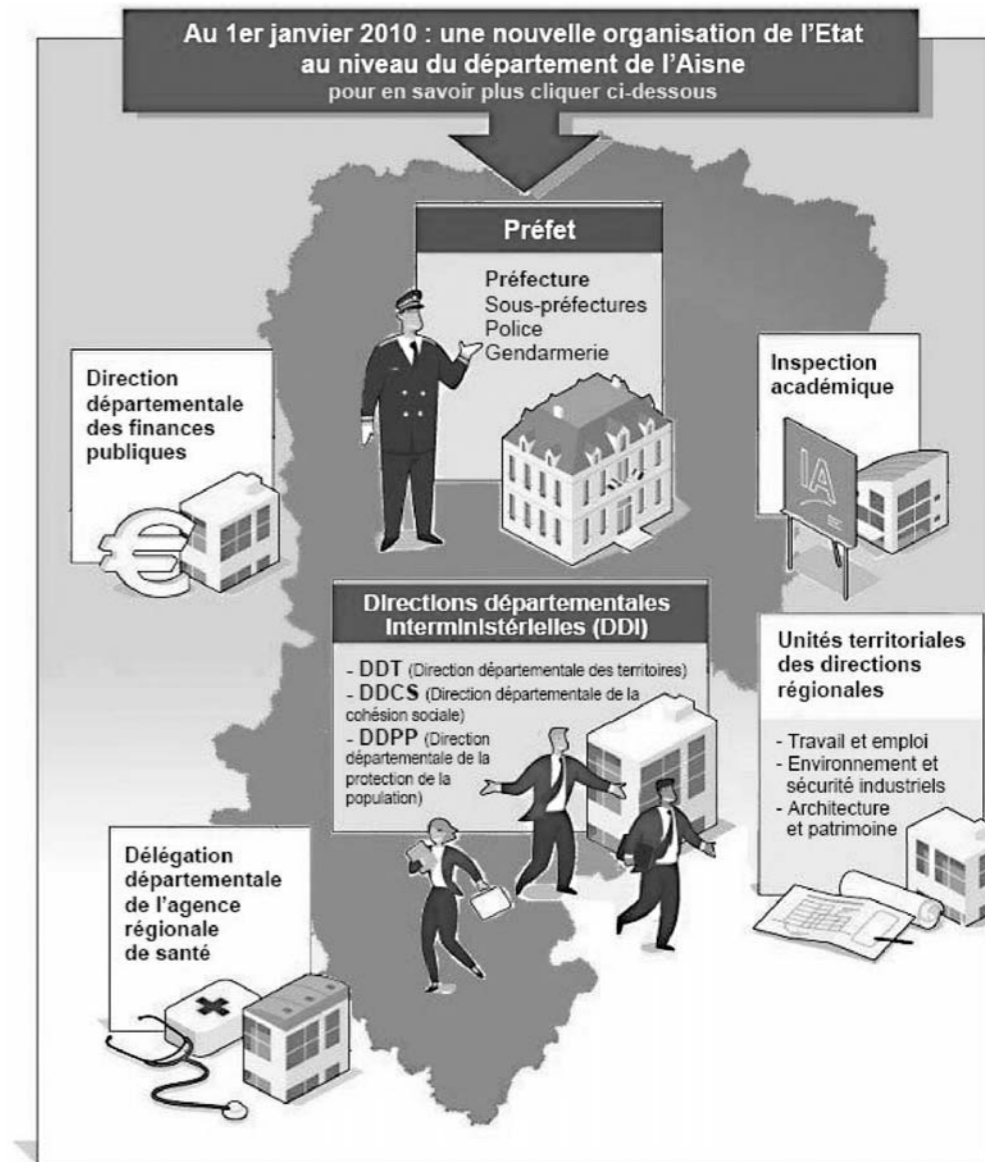 Au 1er janvier 2010 : une nouvelle organisation de l'Etat
au niveau du département de l'Aisne
pour en savoir plus cliquer ci-dessous
Préfet
Préfecture
Sous-préfectures
Police
Gendarmerie
Direction
départementale
des finances
publiques
€
Inspection
académique
IA
Directions départementales
Interministérielles (DDI)
- DDT (Direction départementale des territoires)
- DDCS (Direction départementale de la
cohésion sociale)
- DDPP (Direction
départementale de la
protection de la
population)
Unités territoriales
des directions
régionales
- Travail et emploi
- Environnement et
sécurité industriels
- Architecture
et patrimoine
Délégation
départementale
de l'agence
régionale
de santé